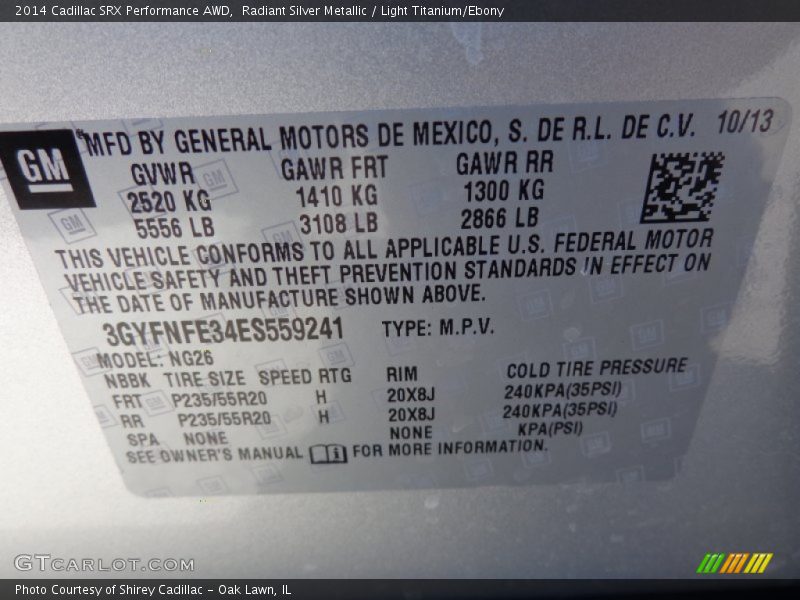 2014 Cadillac SRX Performance AWD,  Radiant Silver Metallic / Light Titanium/Ebony
GM
*MFD BY GENERAL MOTORS DE MEXICO, S. DE R.L. DE C.V. 10/13
GVWR GAWR FRT GAWR RR
2520 KG 1410 KG 1300 KG
5556 LB 3108 LB 2866 LB
THIS VEHICLE CONFORMS TO ALL APPLICABLE U.S. FEDERAL MOTOR
VEHICLE SAFETY AND THEFT PREVENTION STANDARDS IN EFFECT ON
THE DATE OF MANUFACTURE SHOWN ABOVE.
3GYFNFE34ES559241 TYPE: M.P.V.
MODEL: NG26
NBBK TIRE SIZE SPEED RTG RIM COLD TIRE PRESSURE
FRT P235/55R20 H 20X8J 240KPA(35PSI)
RR P235/55R20 H 20X8J 240KPA(35PSI)
SPA NONE NONE KPA(PSI)
SEE OWNER'S MANUAL FOR MORE INFORMATION.
GTCARLOT.COM
Photo Courtesy of Shirey Cadillac - Oak Lawn, IL